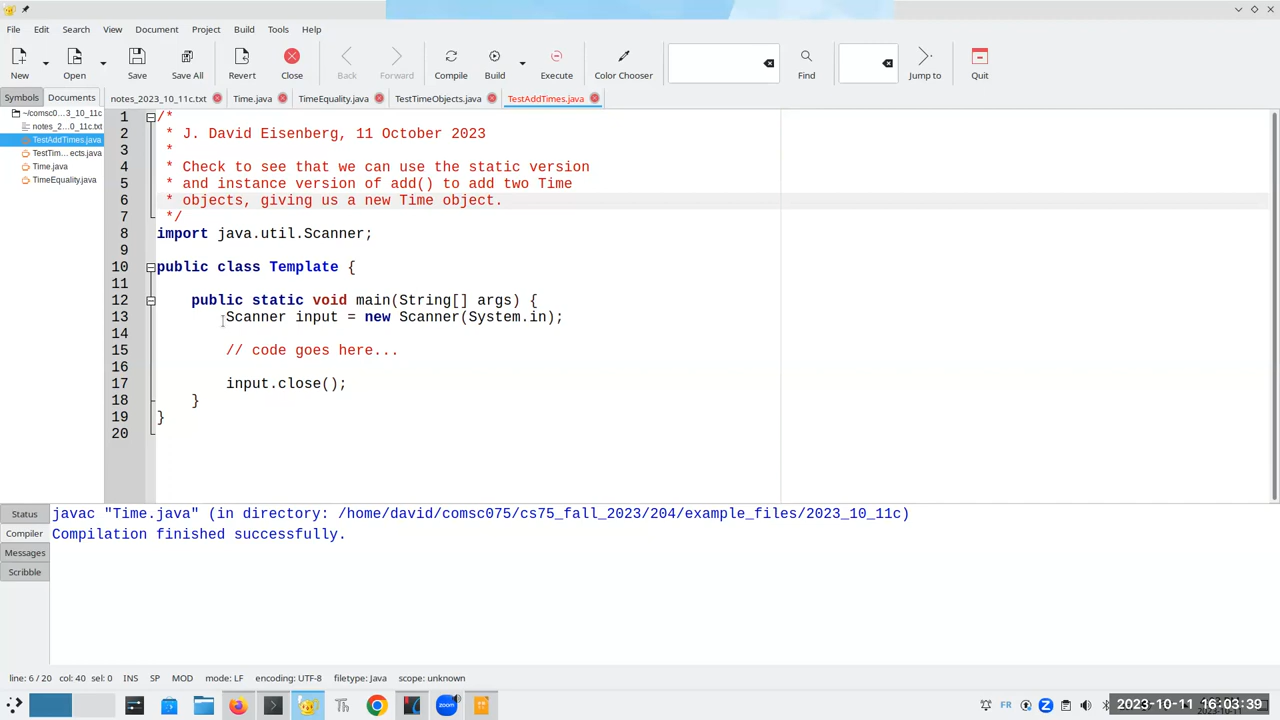 File Edit Search View Document Project Build Tools Help
New Open Save Save All Revert Close Back Forward Compile Build Execute Color Chooser Find Jump to Quit
Symbols Documents notes_2023_10_11c.txt Time.java TimeEquality.java TestTimeObjects.java TestAddTimes.java
~/comsc0...3_10_11c
notes_2...0_11c.txt
TestAddTimes.java
TestTim...ects.java
Time.java
TimeEquality.java
1 /*
2 * J. David Eisenberg, 11 October 2023
3 *
4 * Check to see that we can use the static version
5 * and instance version of add() to add two Time
6 * objects, giving us a new Time object.
7 */
8 import java.util.Scanner;
9
10 public class Template {
11
12 public static void main(String[] args) {
13 Scanner input = new Scanner(System.in);
14
15 // code goes here...
16
17 input.close();
18 }
19 }
20
Status
Compiler
Messages
Scribble
javac "Time.java" (in directory: /home/david/comsc075/cs75_fall_2023/204/example_files/2023_10_11c)
Compilation finished successfully.
line: 6 / 20 col: 40 sel: 0 INS SP MOD mode: LF encoding: UTF-8 filetype: Java scope: unknown
zoom FR 2023-10-11 16:03:39